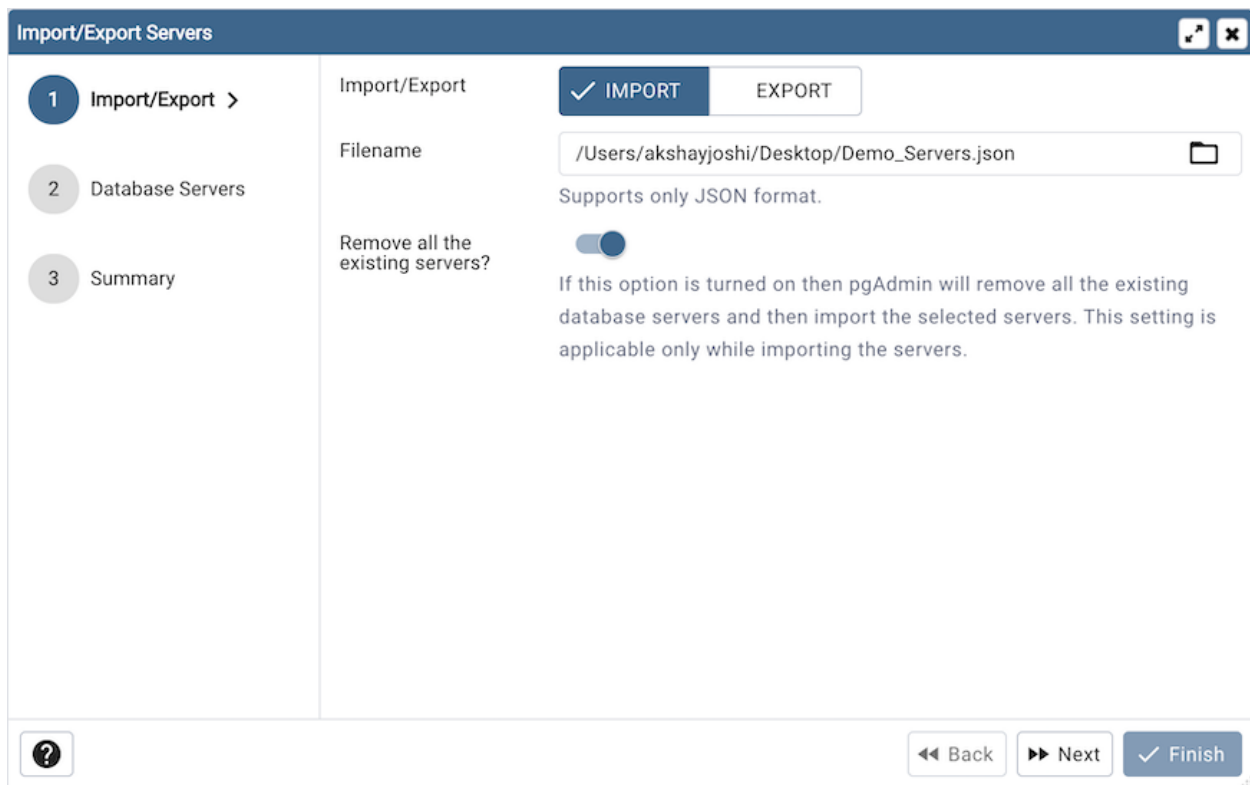 Import/Export Servers
1 Import/Export
2 Database Servers
3 Summary
Import/Export
IMPORT EXPORT
Filename
/Users/akshayjoshi/Desktop/Demo_Servers.json
Supports only JSON format.
Remove all the
existing servers?
If this option is turned on then pgAdmin will remove all the existing
database servers and then import the selected servers. This setting is
applicable only while importing the servers.
? Back Next Finish